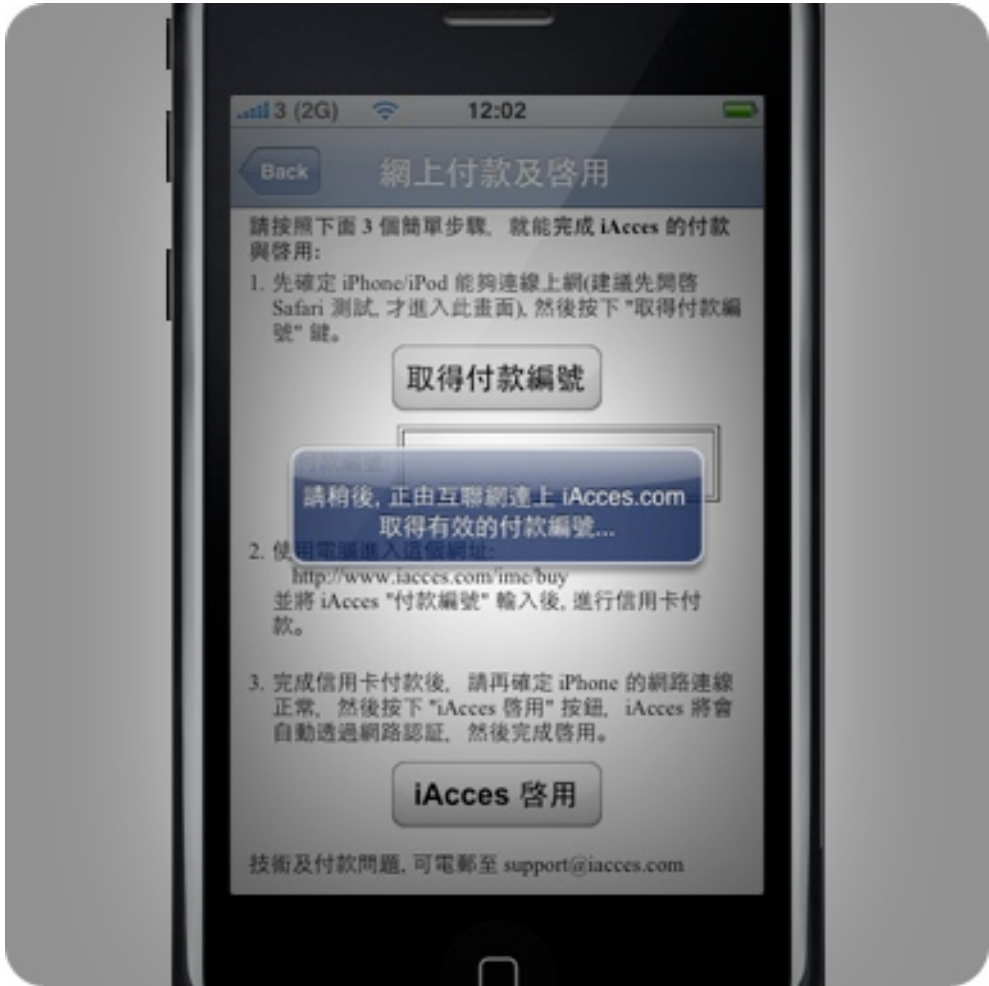 3 (2G) 12:02
Back 網上付款及啓用
請按照下面 3 個簡單步驟, 就能完成 iAcces 的付款
與啓用:
1. 先確定 iPhone/iPod 能夠連線上網(建議先開啓
Safari 測試, 才進入此畫面), 然後按下 "取得付款編
號" 鍵。
取得付款編號
付款編號:
請稍後, 正由互聯網連上 iAcces.com
取得有效的付款編號...
2. 使用電腦進入這個網址:
http://www.iacces.com/ime/buy
並將 iAcces "付款編號" 輸入後, 進行信用卡付
款。
3. 完成信用卡付款後, 請再確定 iPhone 的網路連線
正常, 然後按下 "iAcces 啓用" 按鈕, iAcces 將會
自動透過網路認証, 然後完成啓用。
iAcces 啓用
技術及付款問題, 可電郵至 support@iacces.com